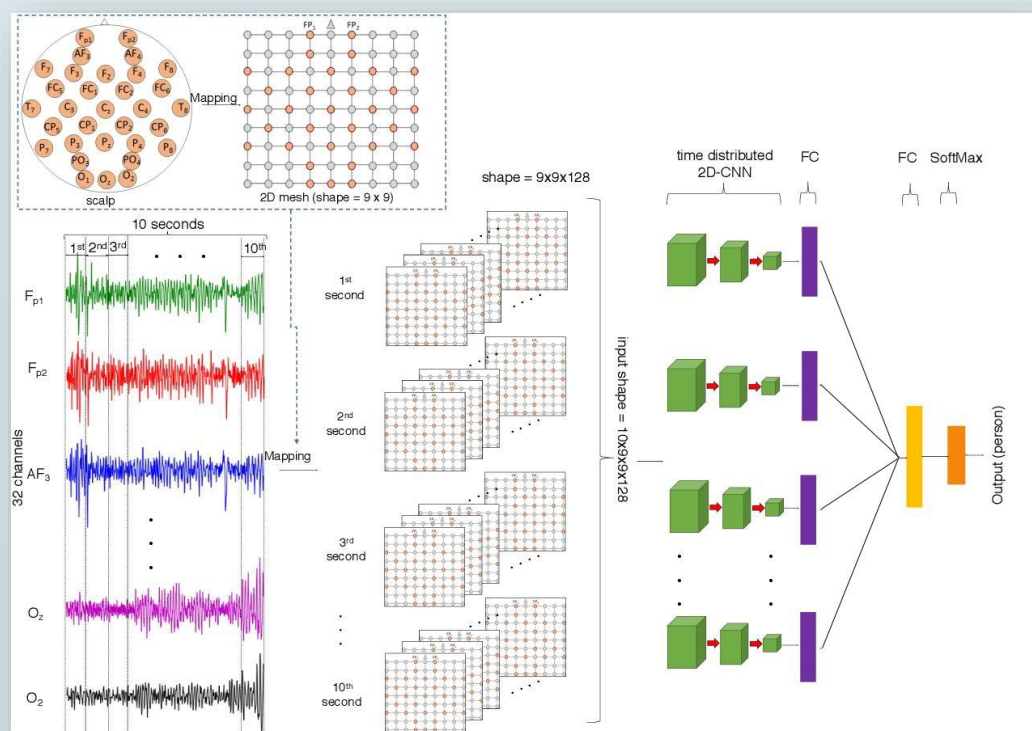 Fp1 Fp2
AF3 AF4
F7 F3 Fz F4 F8
FC5 FC1 FC2 FC6
T7 C3 Cz C4 T8
CP5 CP1 CP2 CP6
P7 P3 Pz P4 P8
PO3 PO4
O1 Oz O2
scalp
Mapping
FP1 FP2
2D mesh (shape = 9 x 9)
10 seconds
1st 2nd 3rd . . . 10th
32 channels
Fp1
Fp2
AF3
Oz
O2
Mapping
shape = 9x9x128
1st
second
2nd
second
3rd
second
10th
second
input shape = 10x9x9x128
time distributed
2D-CNN
FC
FC
SoftMax
Output (person)